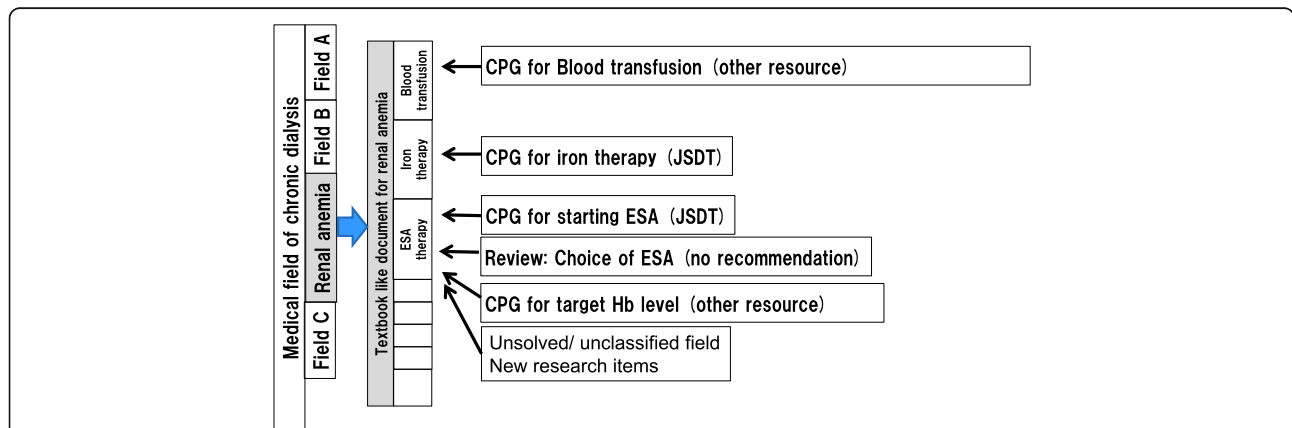 Medical field of chronic dialysis
Field A
Field B
Renal anemia
Field C
Textbook like document for renal anemia
Blood
transfusion
Iron
therapy
ESA
therapy
CPG for Blood transfusion (other resource)
CPG for iron therapy (JSDT)
CPG for starting ESA (JSDT)
Review: Choice of ESA (no recommendation)
CPG for target Hb level (other resource)
Unsolved/ unclassified field
New research items